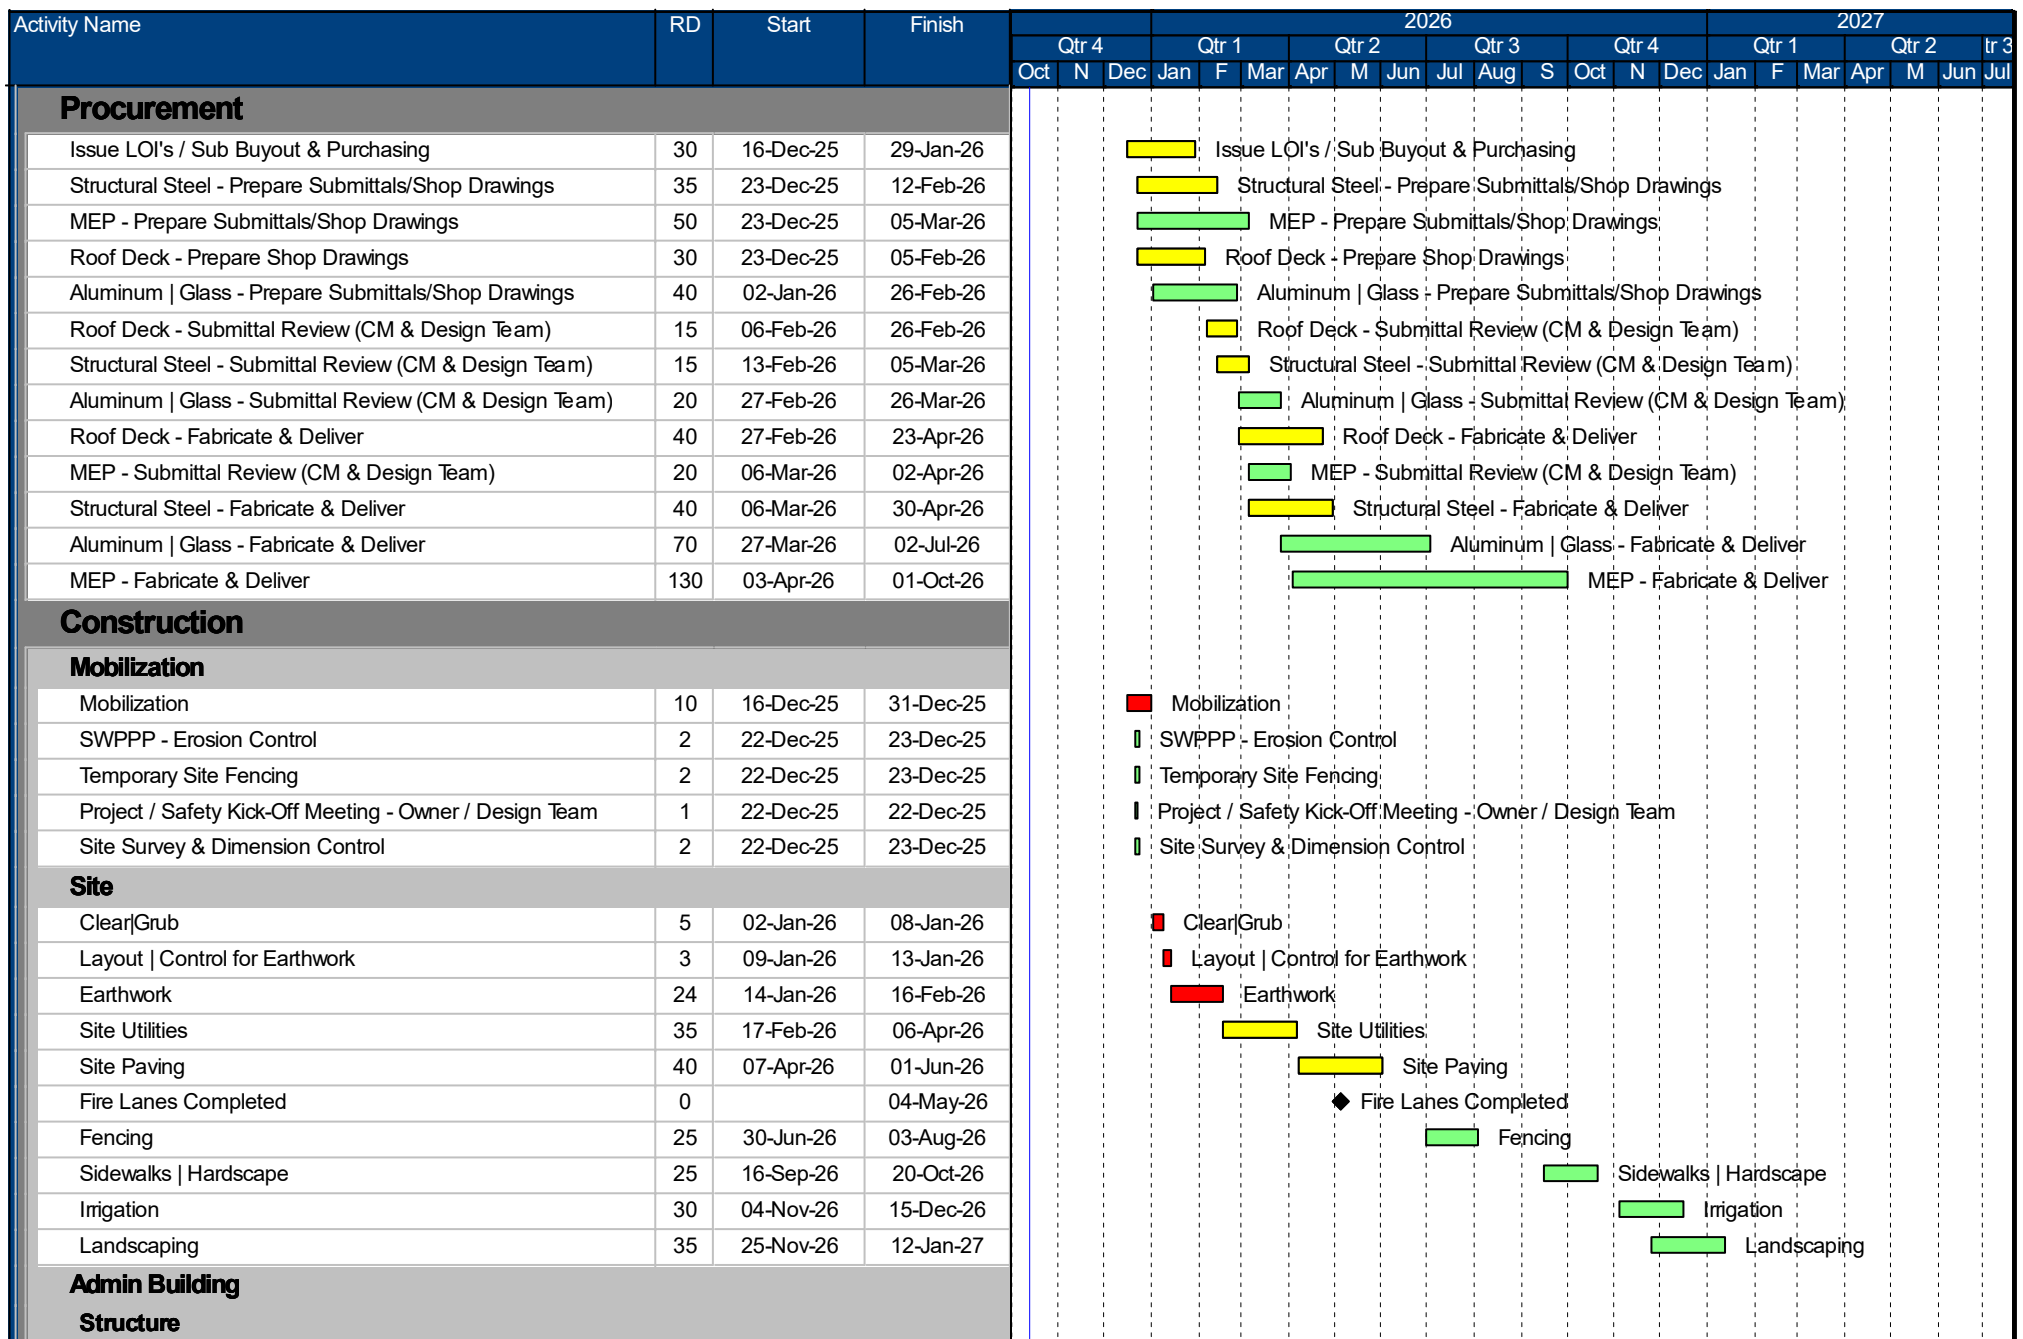 Activity Name RD Start Finish 2026 2027
Qtr 4 Qtr 1 Qtr 2 Qtr 3 Qtr 4 Qtr 1 Qtr 2 tr 3
Oct N Dec Jan F Mar Apr M Jun Jul Aug S Oct N Dec Jan F Mar Apr M Jun Jul
Procurement
Issue LOI's / Sub Buyout & Purchasing 30 16-Dec-25 29-Jan-26 Issue LOI's / Sub Buyout & Purchasing
Structural Steel - Prepare Submittals/Shop Drawings 35 23-Dec-25 12-Feb-26 Structural Steel - Prepare Submittals/Shop Drawings
MEP - Prepare Submittals/Shop Drawings 50 23-Dec-25 05-Mar-26 MEP - Prepare Submittals/Shop Drawings
Roof Deck - Prepare Shop Drawings 30 23-Dec-25 05-Feb-26 Roof Deck - Prepare Shop Drawings
Aluminum | Glass - Prepare Submittals/Shop Drawings 40 02-Jan-26 26-Feb-26 Aluminum | Glass - Prepare Submittals/Shop Drawings
Roof Deck - Submittal Review (CM & Design Team) 15 06-Feb-26 26-Feb-26 Roof Deck - Submittal Review (CM & Design Team)
Structural Steel - Submittal Review (CM & Design Team) 15 13-Feb-26 05-Mar-26 Structural Steel - Submittal Review (CM & Design Team)
Aluminum | Glass - Submittal Review (CM & Design Team) 20 27-Feb-26 26-Mar-26 Aluminum | Glass - Submittal Review (CM & Design Team)
Roof Deck - Fabricate & Deliver 40 27-Feb-26 23-Apr-26 Roof Deck - Fabricate & Deliver
MEP - Submittal Review (CM & Design Team) 20 06-Mar-26 02-Apr-26 MEP - Submittal Review (CM & Design Team)
Structural Steel - Fabricate & Deliver 40 06-Mar-26 30-Apr-26 Structural Steel - Fabricate & Deliver
Aluminum | Glass - Fabricate & Deliver 70 27-Mar-26 02-Jul-26 Aluminum | Glass - Fabricate & Deliver
MEP - Fabricate & Deliver 130 03-Apr-26 01-Oct-26 MEP - Fabricate & Deliver
Construction
Mobilization
Mobilization 10 16-Dec-25 31-Dec-25 Mobilization
SWPPP - Erosion Control 2 22-Dec-25 23-Dec-25 SWPPP - Erosion Control
Temporary Site Fencing 2 22-Dec-25 23-Dec-25 Temporary Site Fencing
Project / Safety Kick-Off Meeting - Owner / Design Team 1 22-Dec-25 22-Dec-25 Project / Safety Kick-Off Meeting - Owner / Design Team
Site Survey & Dimension Control 2 22-Dec-25 23-Dec-25 Site Survey & Dimension Control
Site
Clear|Grub 5 02-Jan-26 08-Jan-26 Clear|Grub
Layout | Control for Earthwork 3 09-Jan-26 13-Jan-26 Layout | Control for Earthwork
Earthwork 24 14-Jan-26 16-Feb-26 Earthwork
Site Utilities 35 17-Feb-26 06-Apr-26 Site Utilities
Site Paving 40 07-Apr-26 01-Jun-26 Site Paving
Fire Lanes Completed 0 04-May-26 Fire Lanes Completed
Fencing 25 30-Jun-26 03-Aug-26 Fencing
Sidewalks | Hardscape 25 16-Sep-26 20-Oct-26 Sidewalks | Hardscape
Irrigation 30 04-Nov-26 15-Dec-26 Irrigation
Landscaping 35 25-Nov-26 12-Jan-27 Landscaping
Admin Building
Structure